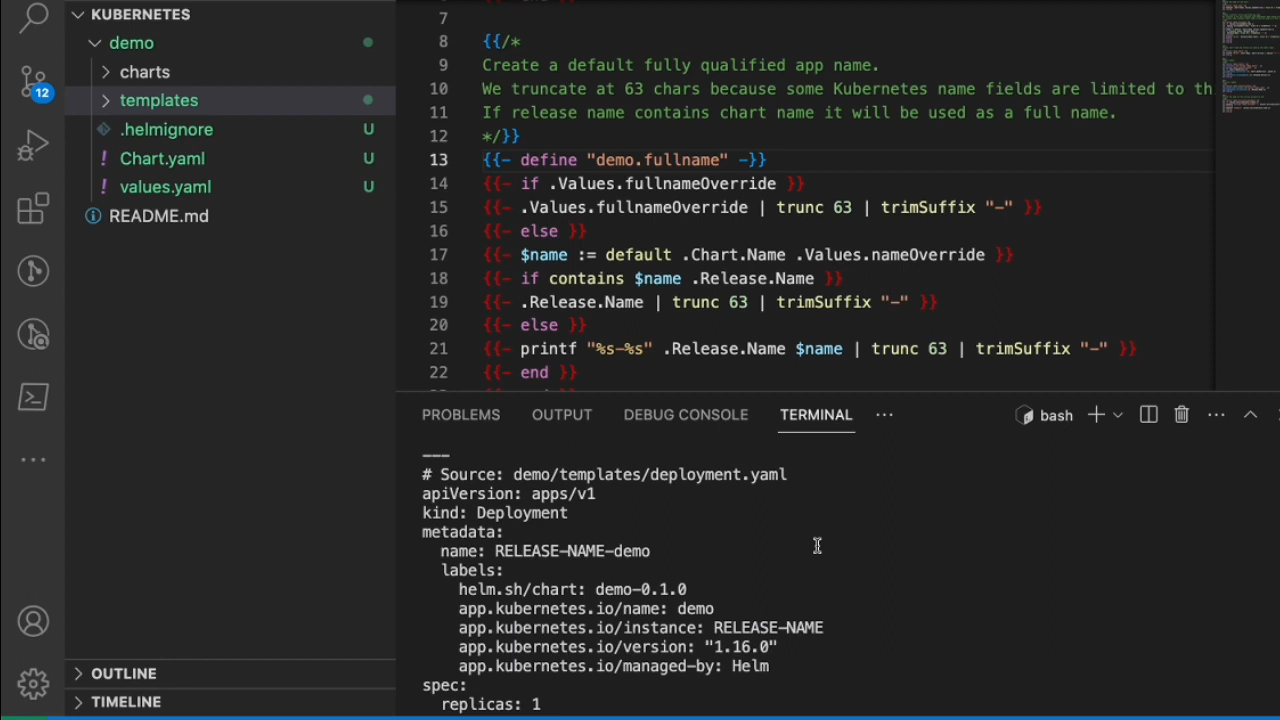 KUBERNETES
demo
charts
templates
.helmignore U
Chart.yaml U
values.yaml U
README.md
12
OUTLINE
TIMELINE
7
8 {{/*
9 Create a default fully qualified app name.
10 We truncate at 63 chars because some Kubernetes name fields are limited to
11 If release name contains chart name it will be used as a full name.
12 */}}
13 {{- define "demo.fullname" -}}
14 {{- if .Values.fullnameOverride }}
15 {{- .Values.fullnameOverride | trunc 63 | trimSuffix "-" }}
16 {{- else }}
17 {{- $name := default .Chart.Name .Values.nameOverride }}
18 {{- if contains $name .Release.Name }}
19 {{- .Release.Name | trunc 63 | trimSuffix "-" }}
20 {{- else }}
21 {{- printf "%s-%s" .Release.Name $name | trunc 63 | trimSuffix "-" }}
22 {{- end }}
PROBLEMS OUTPUT DEBUG CONSOLE TERMINAL ··· bash
---
# Source: demo/templates/deployment.yaml
apiVersion: apps/v1
kind: Deployment
metadata:
  name: RELEASE-NAME-demo
  labels:
    helm.sh/chart: demo-0.1.0
    app.kubernetes.io/name: demo
    app.kubernetes.io/instance: RELEASE-NAME
    app.kubernetes.io/version: "1.16.0"
    app.kubernetes.io/managed-by: Helm
spec:
  replicas: 1